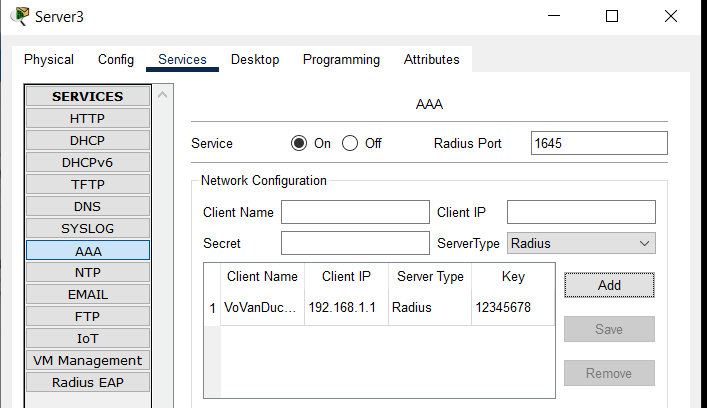 Server3
Physical Config Services Desktop Programming Attributes
SERVICES
HTTP
DHCP
DHCPv6
TFTP
DNS
SYSLOG
AAA
NTP
EMAIL
FTP
IoT
VM Management
Radius EAP
AAA
Service On Off Radius Port 1645
Network Configuration
Client Name Client IP
Secret ServerType Radius
Client Name Client IP Server Type Key
1 VoVanDuc... 192.168.1.1 Radius 12345678
Add
Save
Remove